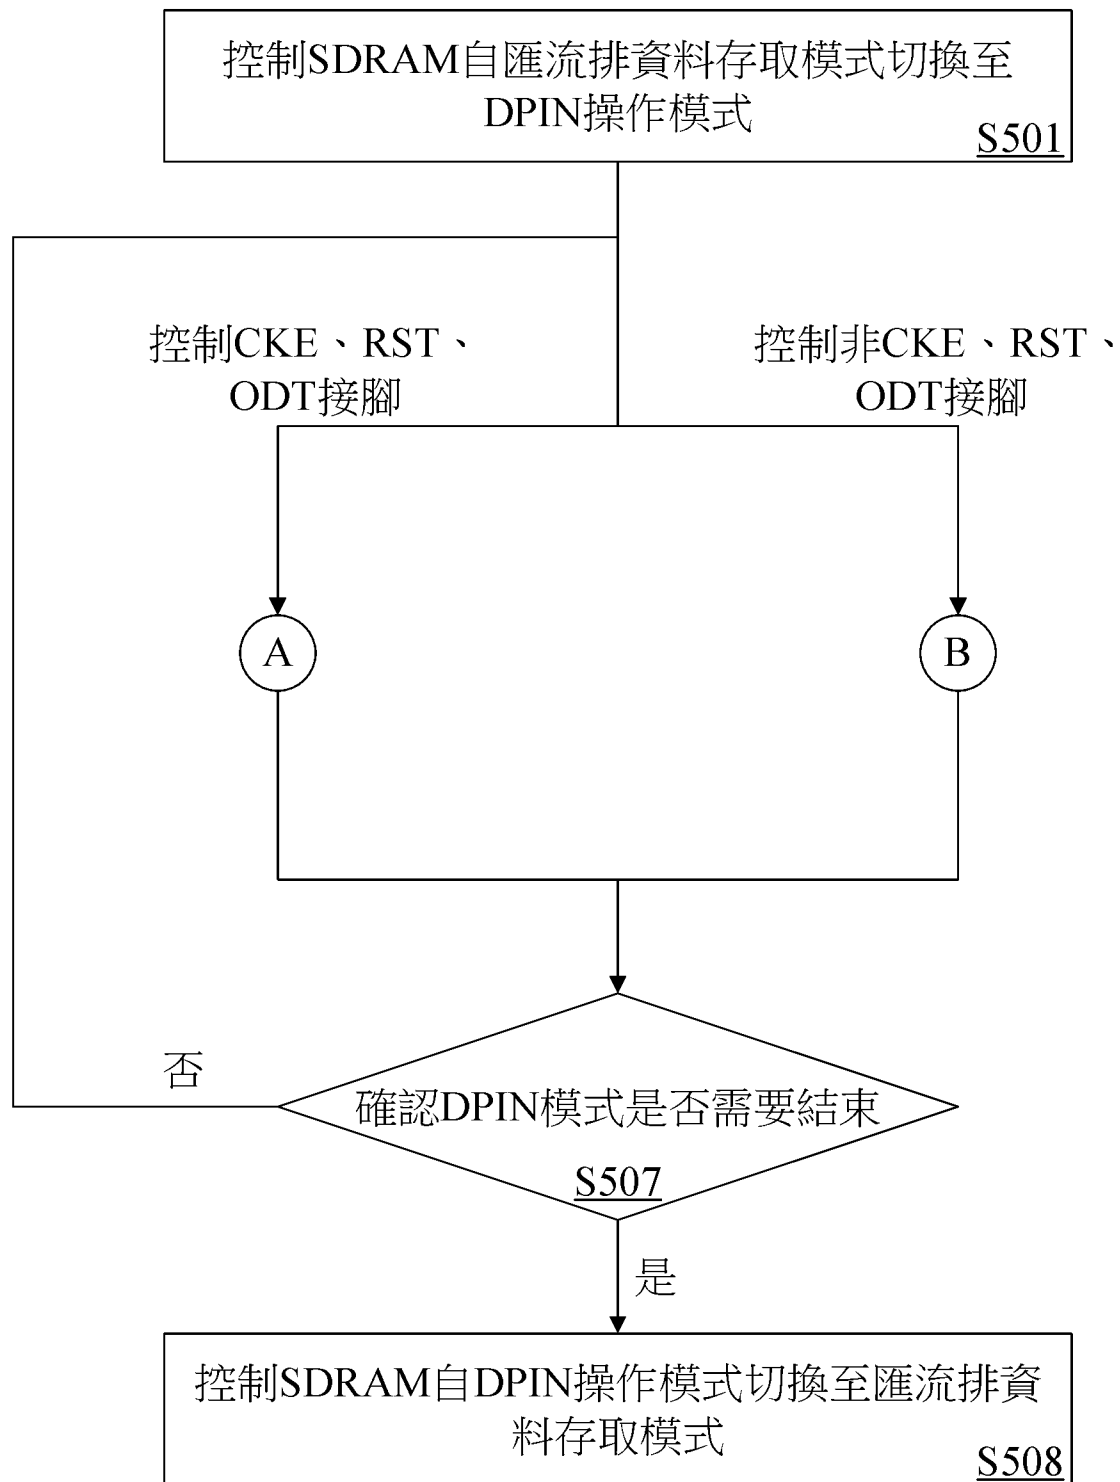 控制SDRAM自匯流排資料存取模式切換至
DPIN操作模式
S501
控制CKE、RST、
ODT接腳
控制非CKE、RST、
ODT接腳
A
B
確認DPIN模式是否需要結束
S507
否
是
控制SDRAM自DPIN操作模式切換至匯流排資
料存取模式
S508